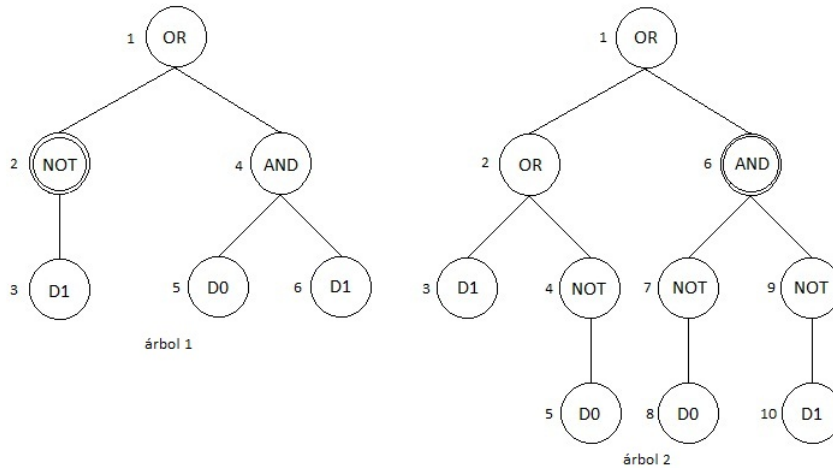 1 OR 1 OR
2 NOT 4 AND 2 OR 6 AND
3 D1 5 D0 6 D1 3 D1 4 NOT 7 NOT 9 NOT
árbol 1
5 D0 8 D0 10 D1
árbol 2